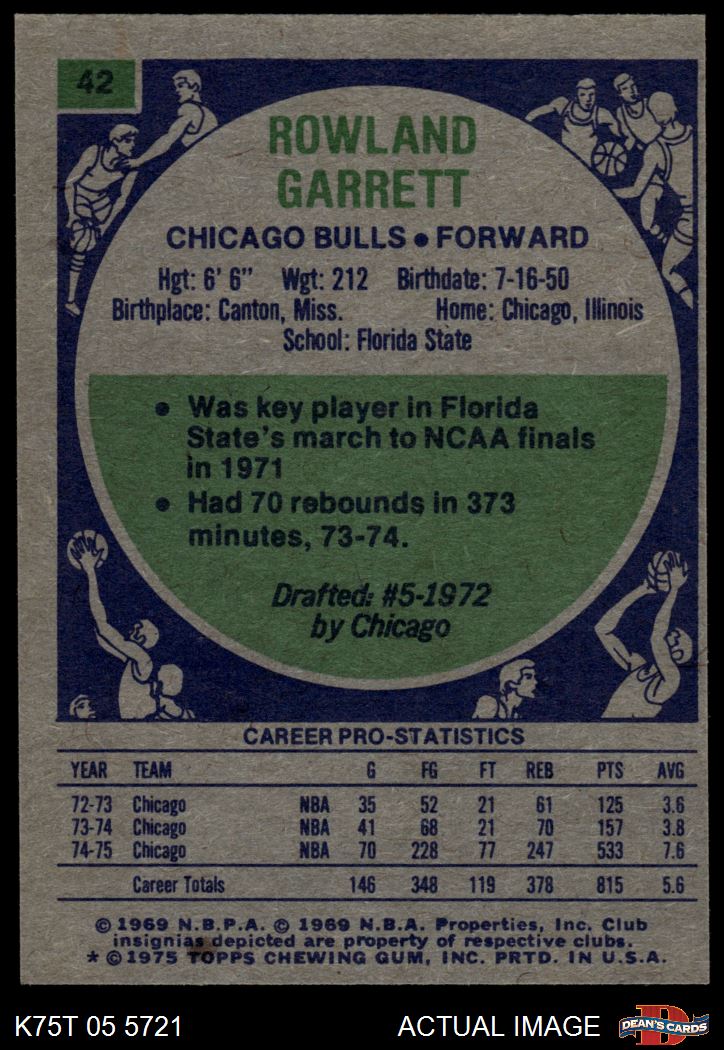 42
ROWLAND
GARRETT
CHICAGO BULLS • FORWARD
Hgt: 6' 6" Wgt: 212 Birthdate: 7-16-50
Birthplace: Canton, Miss. Home: Chicago, Illinois
School: Florida State
• Was key player in Florida
State's march to NCAA finals
in 1971
• Had 70 rebounds in 373
minutes, 73-74.
Drafted: #5-1972
by Chicago
CAREER PRO-STATISTICS
YEAR TEAM G FG FT REB PTS AVG
72-73 Chicago NBA 35 52 21 61 125 3.6
73-74 Chicago NBA 41 68 21 70 157 3.8
74-75 Chicago NBA 70 228 77 247 533 7.6
Career Totals 146 348 119 378 815 5.6
© 1969 N.B.P.A. © 1969 N.B.A. Properties, Inc. Club
insignias depicted are property of respective clubs.
* © 1975 TOPPS CHEWING GUM, INC. PRTD. IN U.S.A.
K75T 05 5721 ACTUAL IMAGE D DEAN'S CARDS